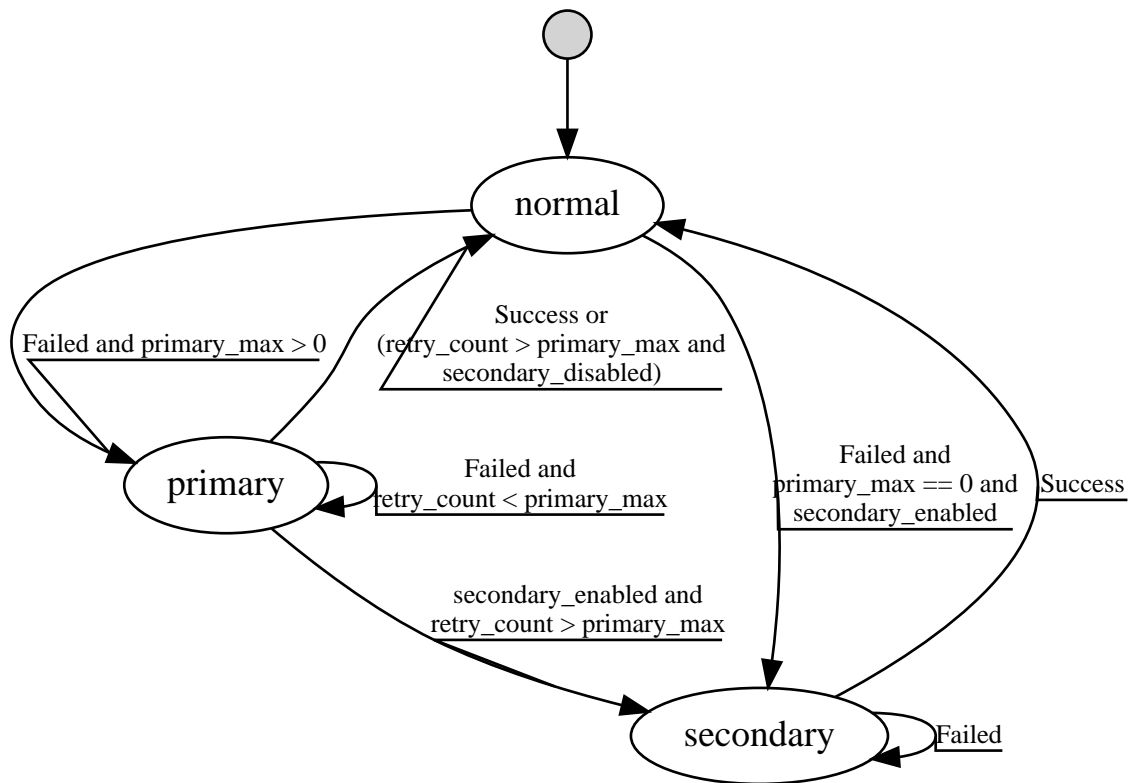 normal
Success or
Failed and primary_max > 0
(retry_count > primary_max and
secondary_disabled)
primary
Failed and
retry_count < primary_max
Failed and
primary_max == 0 and
secondary_enabled
Success
secondary_enabled and
retry_count > primary_max
secondary
Failed